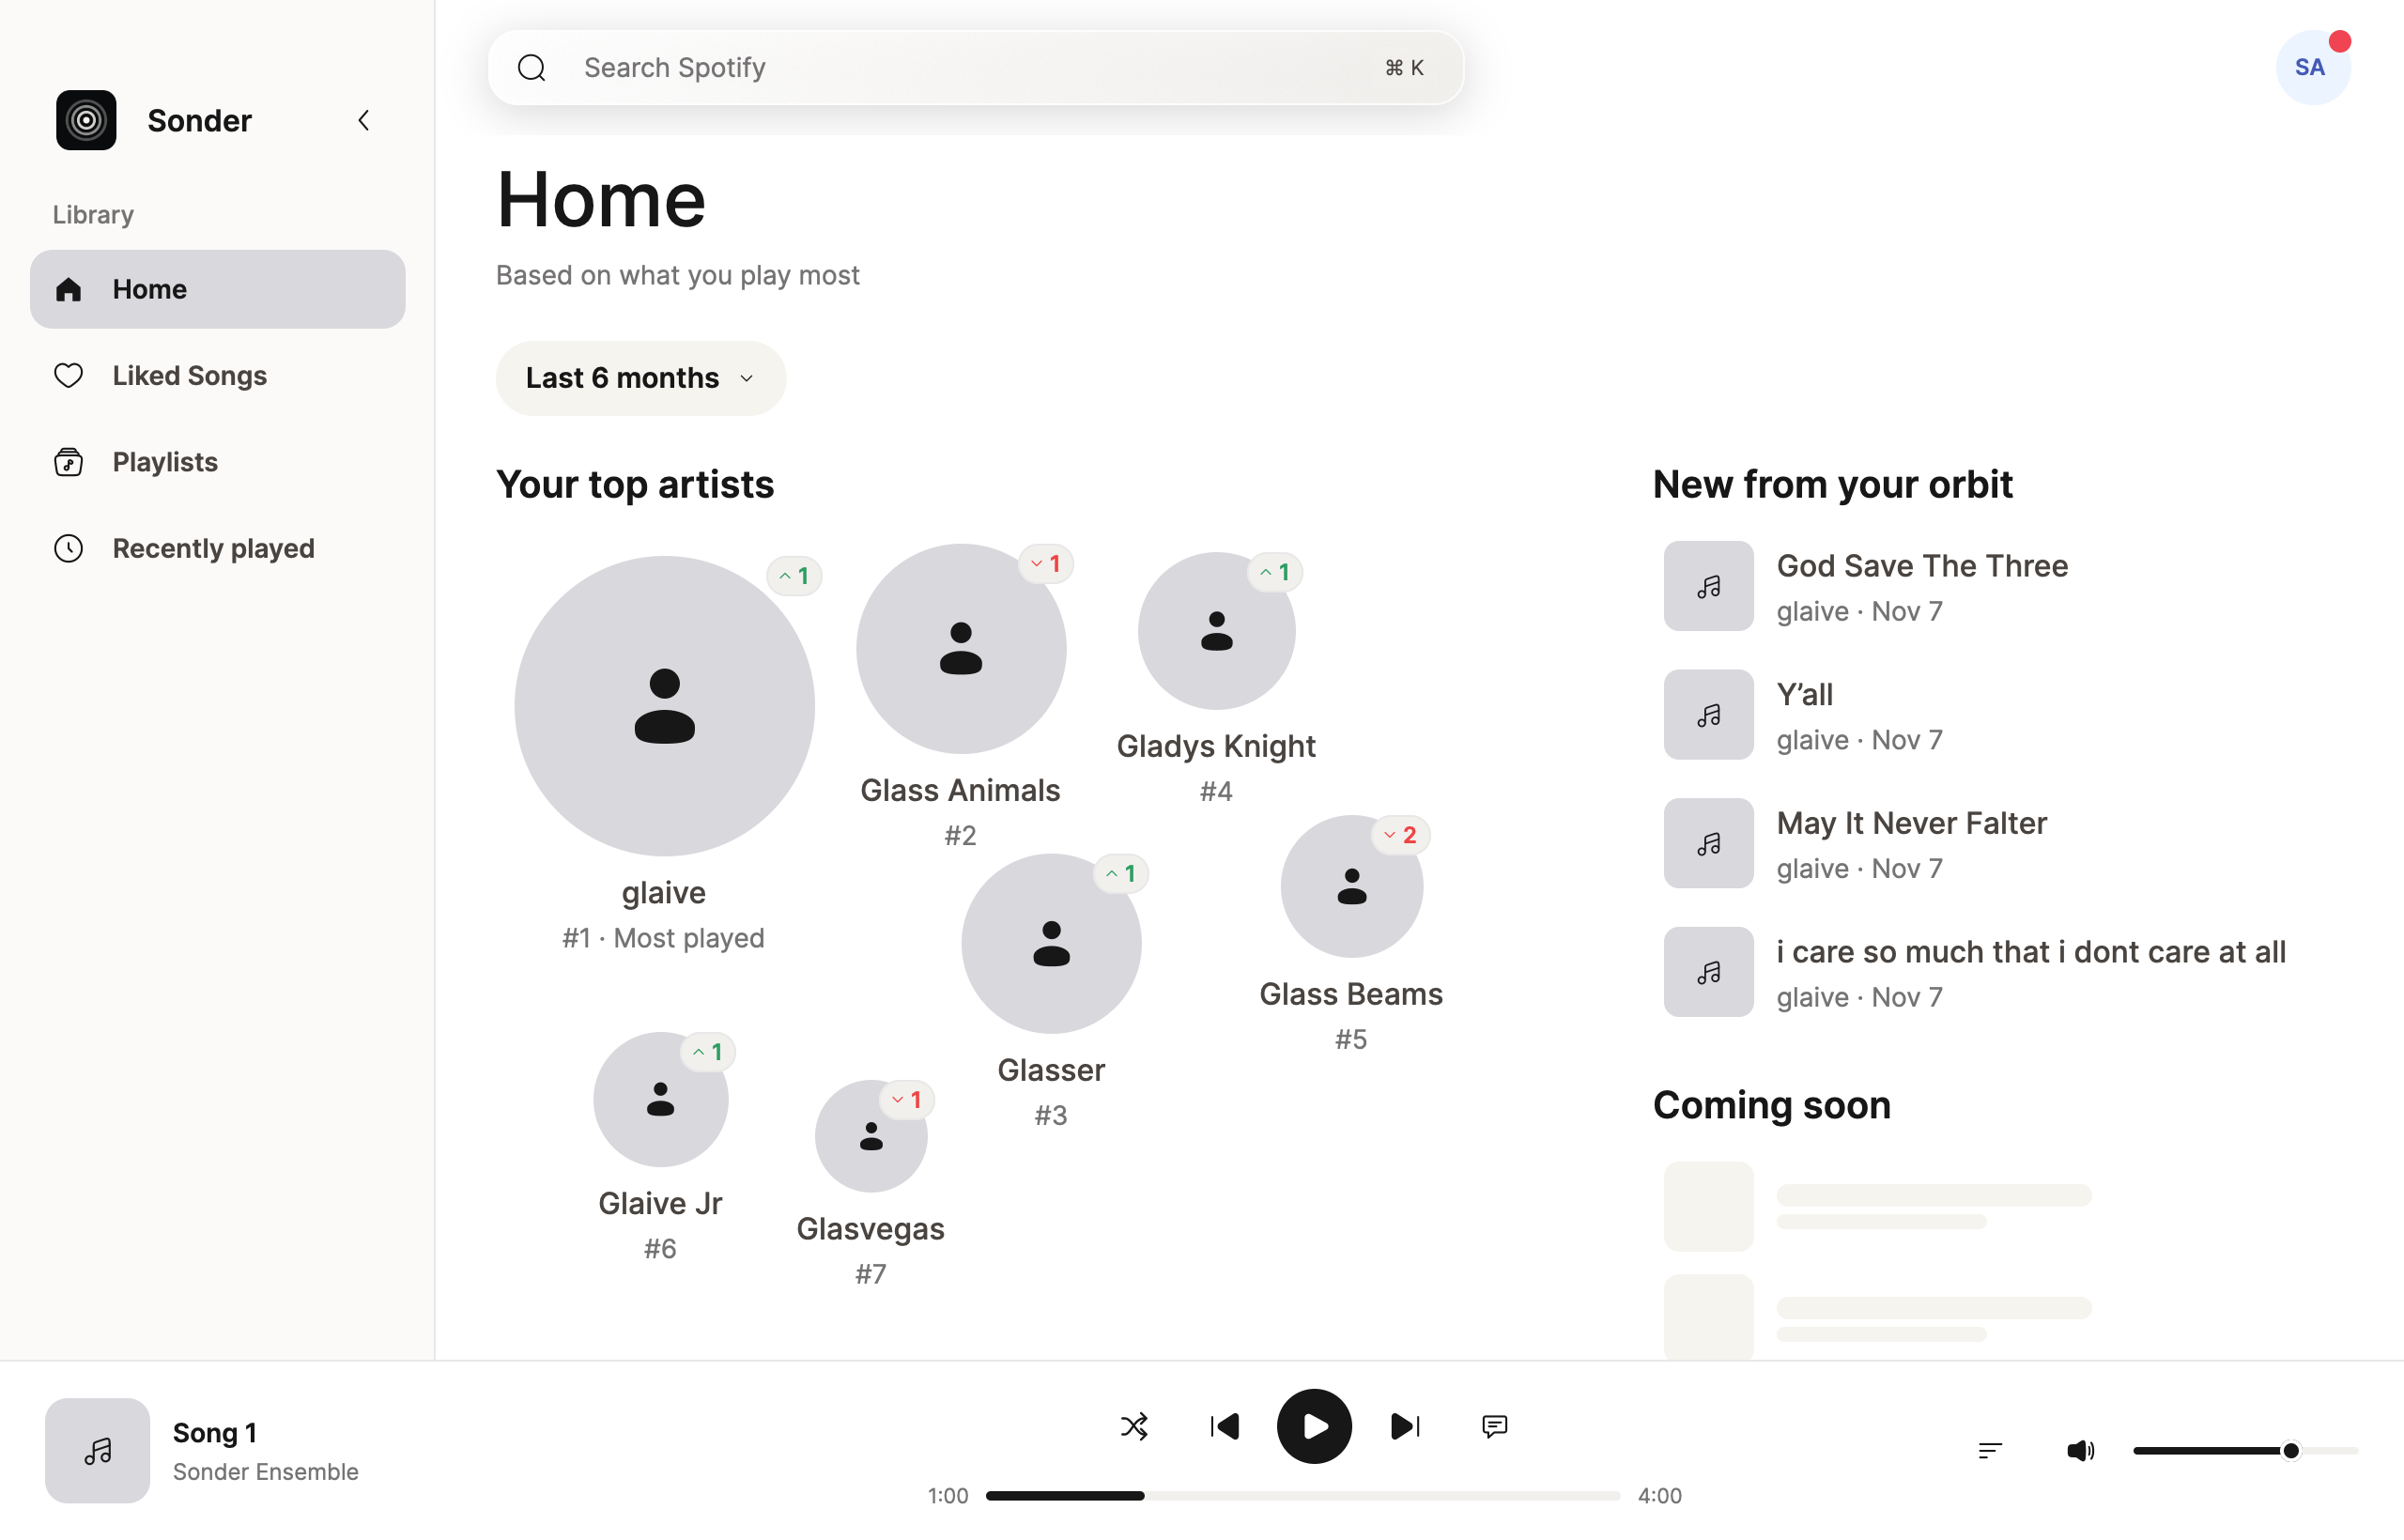 Sonder
Library
Home
Liked Songs
Playlists
Recently played
Search Spotify
⌘ K
SA
Home
Based on what you play most
Last 6 months
Your top artists
1
glaive
#1 · Most played
1
Glass Animals
#2
1
Gladys Knight
#4
1
Glasser
#3
2
Glass Beams
#5
1
Glaive Jr
#6
1
Glasvegas
#7
New from your orbit
God Save The Three
glaive · Nov 7
Y’all
glaive · Nov 7
May It Never Falter
glaive · Nov 7
i care so much that i dont care at all
glaive · Nov 7
Coming soon
Song 1
Sonder Ensemble
1:00
4:00